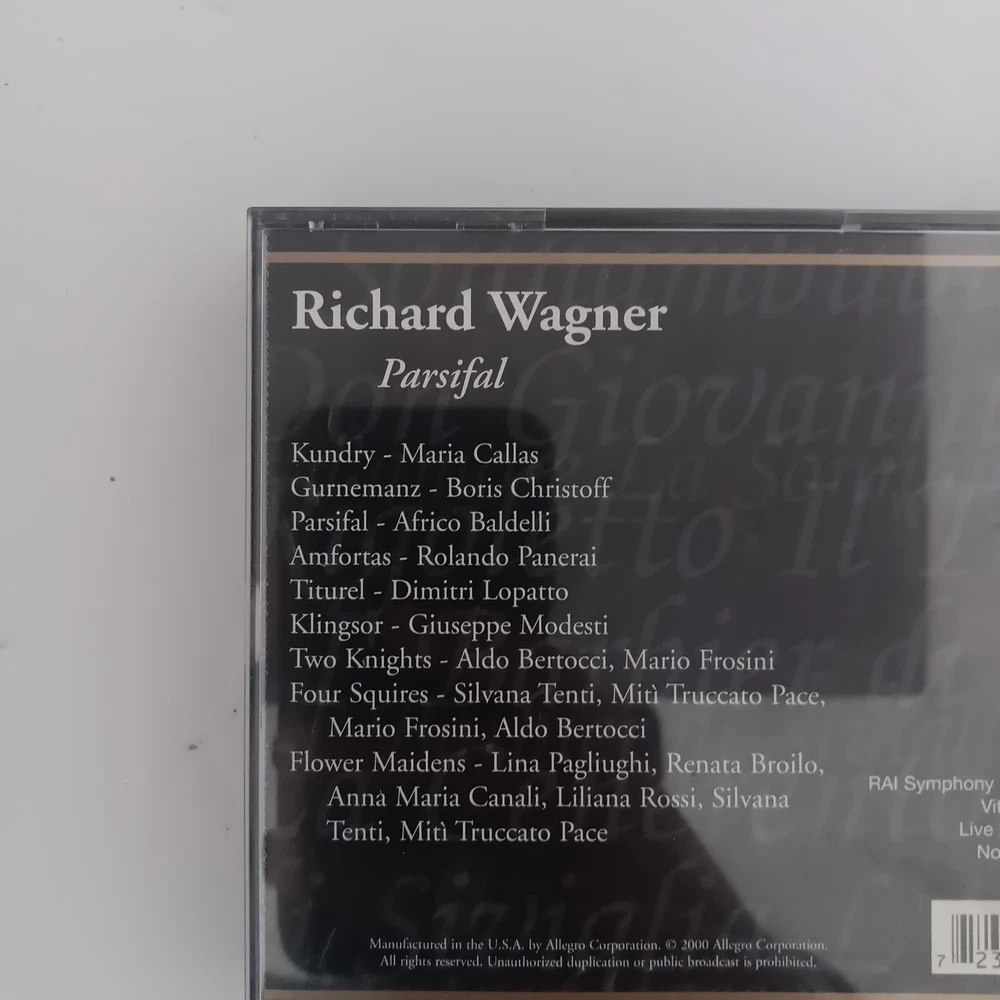 Richard Wagner
Parsifal
Kundry - Maria Callas
Gurnemanz - Boris Christoff
Parsifal - Africo Baldelli
Amfortas - Rolando Panerai
Titurel - Dimitri Lopatto
Klingsor - Giuseppe Modesti
Two Knights - Aldo Bertocci, Mario Frosini
Four Squires - Silvana Tenti, Mitì Truccato Pace,
Mario Frosini, Aldo Bertocci
Flower Maidens - Lina Pagliughi, Renata Broilo,
Anna Maria Canali, Liliana Rossi, Silvana
Tenti, Mitì Truccato Pace
RAI Symphony
Live
Manufactured in the U.S.A. by Allegro Corporation. © 2000 Allegro Corporation.
All rights reserved. Unauthorized duplication or public broadcast is prohibited.
7 23
Don Giovanni